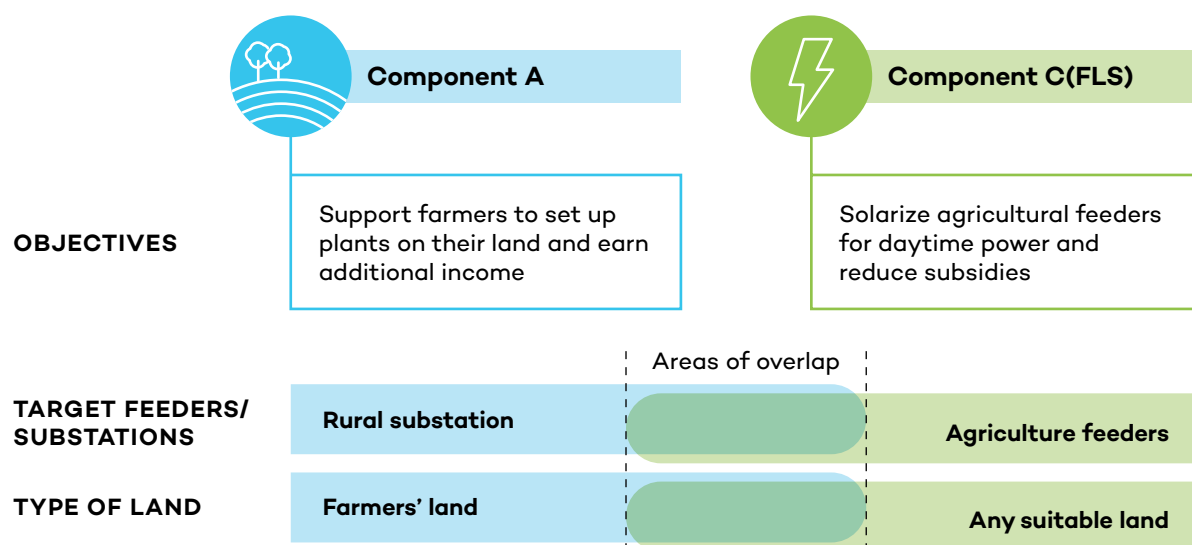 Component A
Component C(FLS)
OBJECTIVES
Support farmers to set up
plants on their land and earn
additional income
Solarize agricultural feeders
for daytime power and
reduce subsidies
Areas of overlap
TARGET FEEDERS/
SUBSTATIONS
Rural substation
Agriculture feeders
TYPE OF LAND
Farmers’ land
Any suitable land